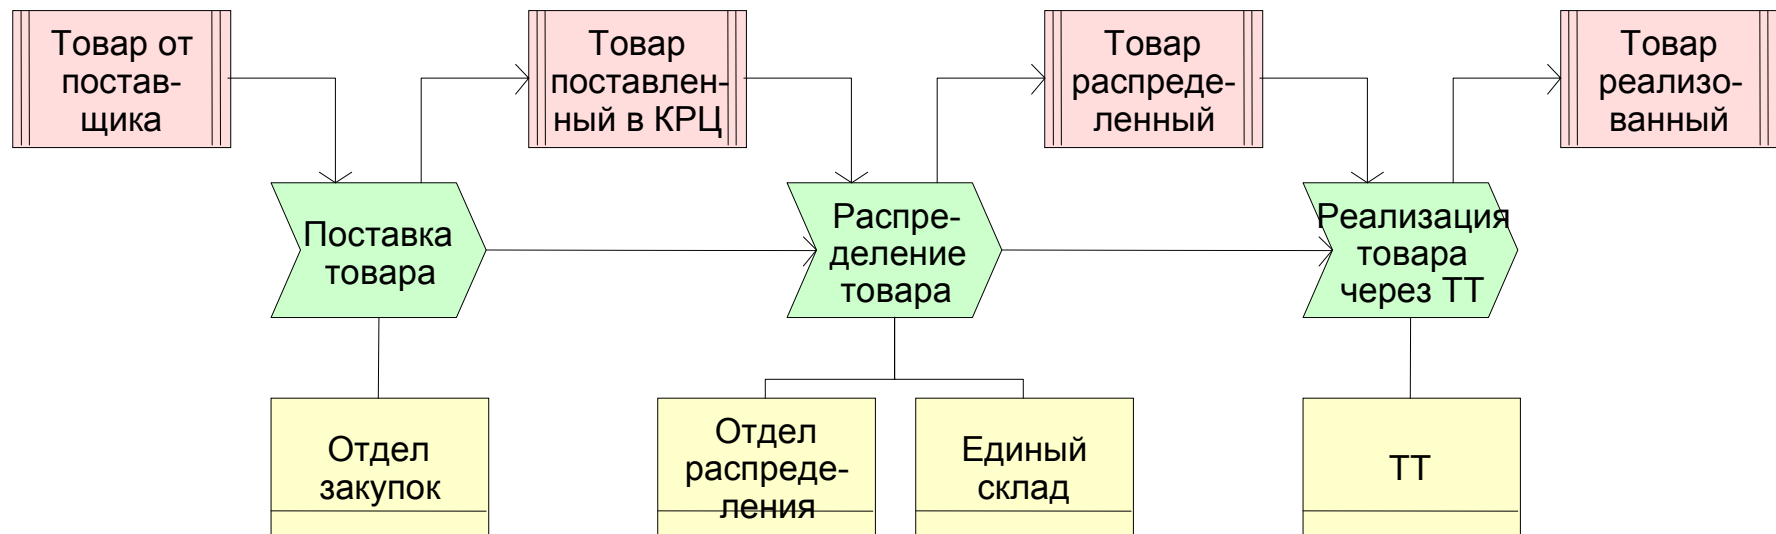 Товар от
постав-
щика
Товар
поставлен-
ный в КРЦ
Товар
распреде-
ленный
Товар
реализо-
ванный
Поставка
товара
Распре-
деление
товара
Реализация
товара
через ТТ
Отдел
закупок
Отдел
распреде-
ления
Единый
склад
ТТ